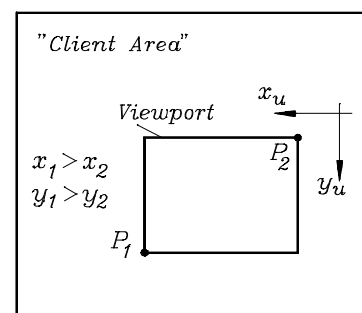 "Client Area"
x_u
Viewport
P_2
x_1 > x_2
y_1 > y_2
y_u
P_1